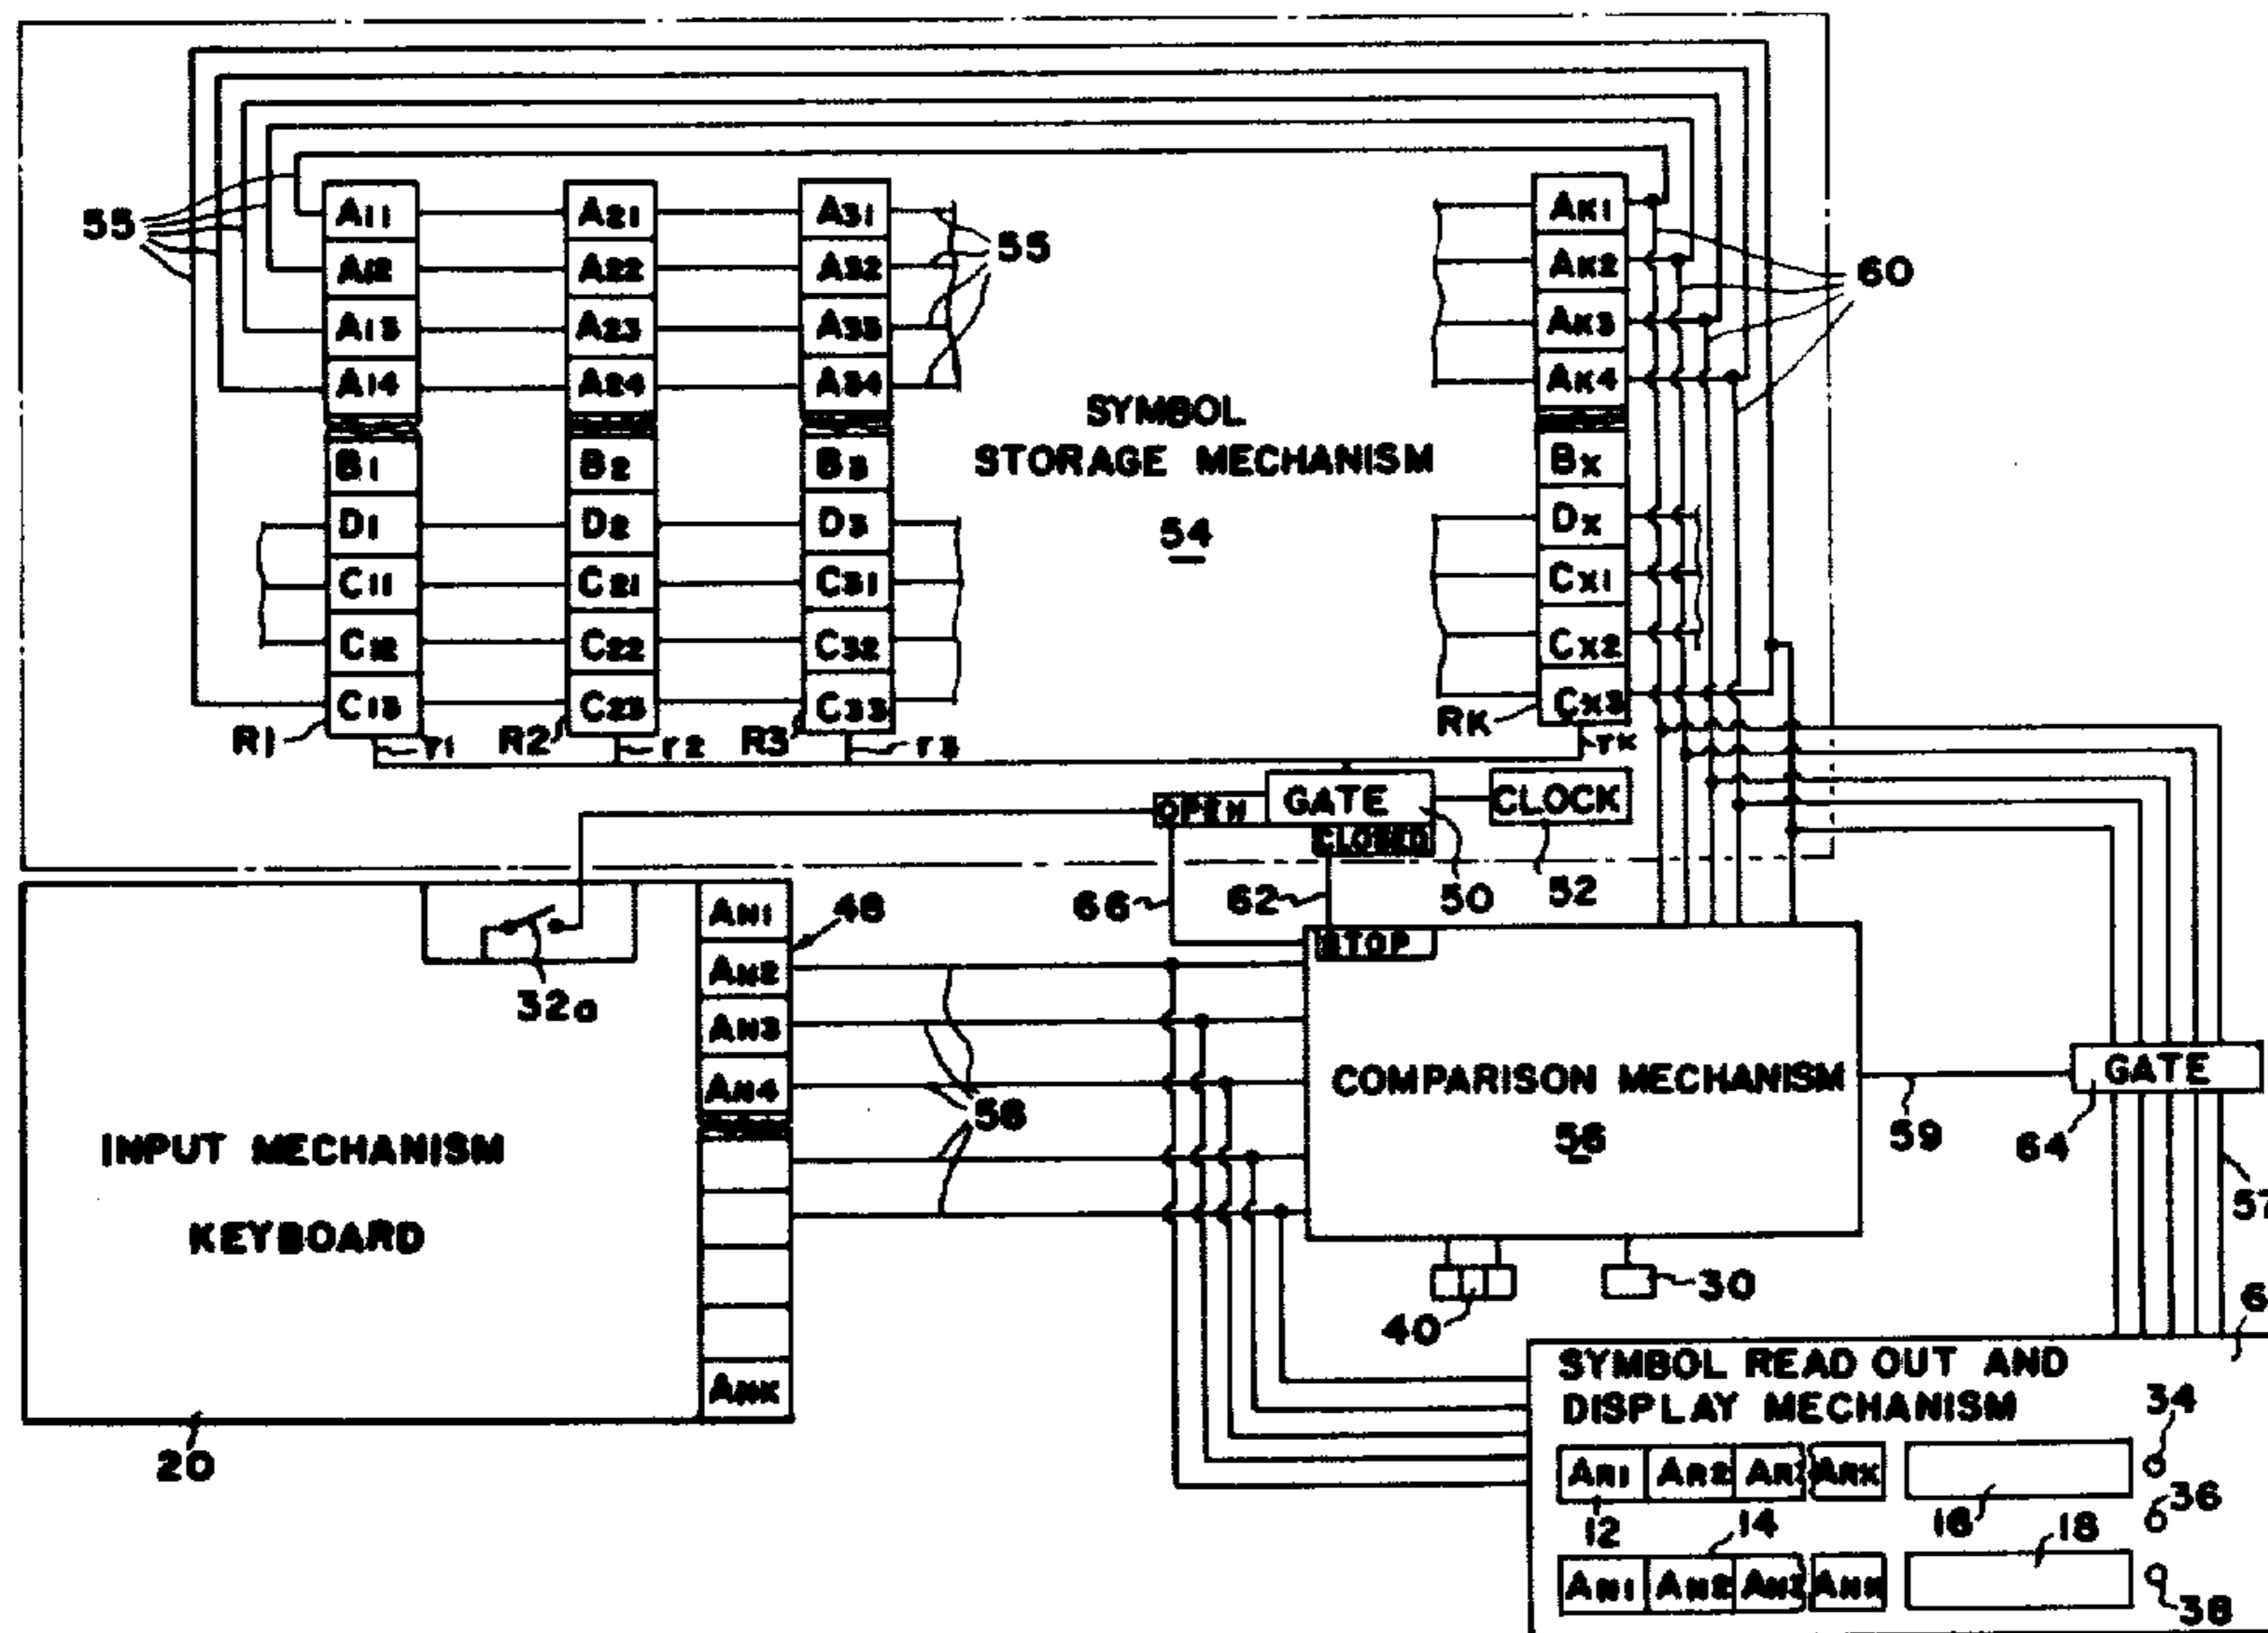 A11 A21 A31 AK1
55 55 60
A12 A22 A32 AK2
A13 A23 A33 AK3
A14 A24 A34 AK4
SYMBOL
STORAGE MECHANISM
54
B1 B2 B3 BX
D1 D2 D3 DX
C11 C21 C31 CX1
C12 C22 C32 CX2
C13 C23 C33 CX3
R1 r1 R2 r2 R3 r3 RK rK
OPEN GATE CLOCK
CLOSED
66 62 50 52
AN1 48
AN2 STOP
32a
AN3
AN4
58
COMPARISON MECHANISM
56
59
GATE
64
57
INPUT MECHANISM
KEYBOARD
ANK
20
40 30
SYMBOL READ OUT AND
DISPLAY MECHANISM
34
AR1 AR2 ARK
12 14 16 18 36
AN1 AN2
38